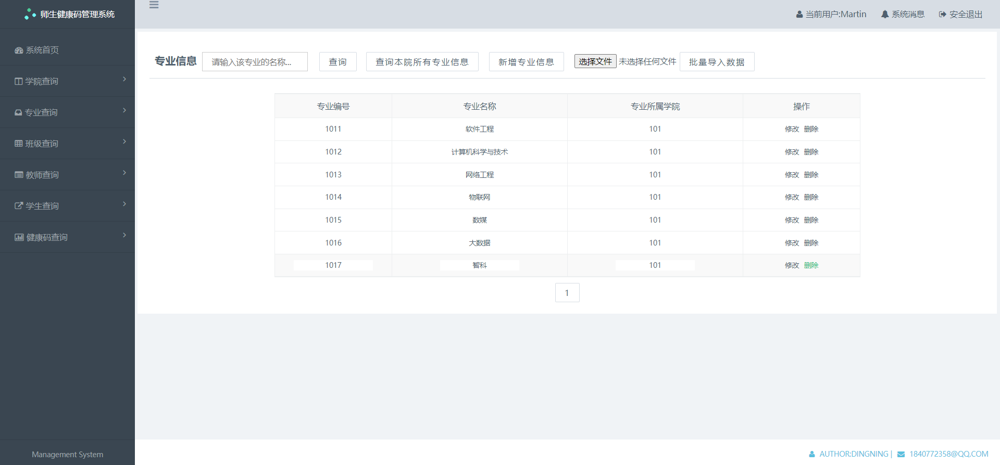 师生健康码管理系统
当前用户:Martin 系统消息 安全退出
系统首页
学院查询
专业查询
班级查询
教师查询
学生查询
健康码查询
Management System
专业信息 请输入该专业的名称... 查询 查询本院所有专业信息 新增专业信息 选择文件 未选择任何文件 批量导入数据
专业编号 专业名称 专业所属学院 操作
1011 软件工程 101 修改 删除
1012 计算机科学与技术 101 修改 删除
1013 网络工程 101 修改 删除
1014 物联网 101 修改 删除
1015 数媒 101 修改 删除
1016 大数据 101 修改 删除
1017 智科 101 修改 删除
1
AUTHOR:DINGNING | 1840772358@QQ.COM